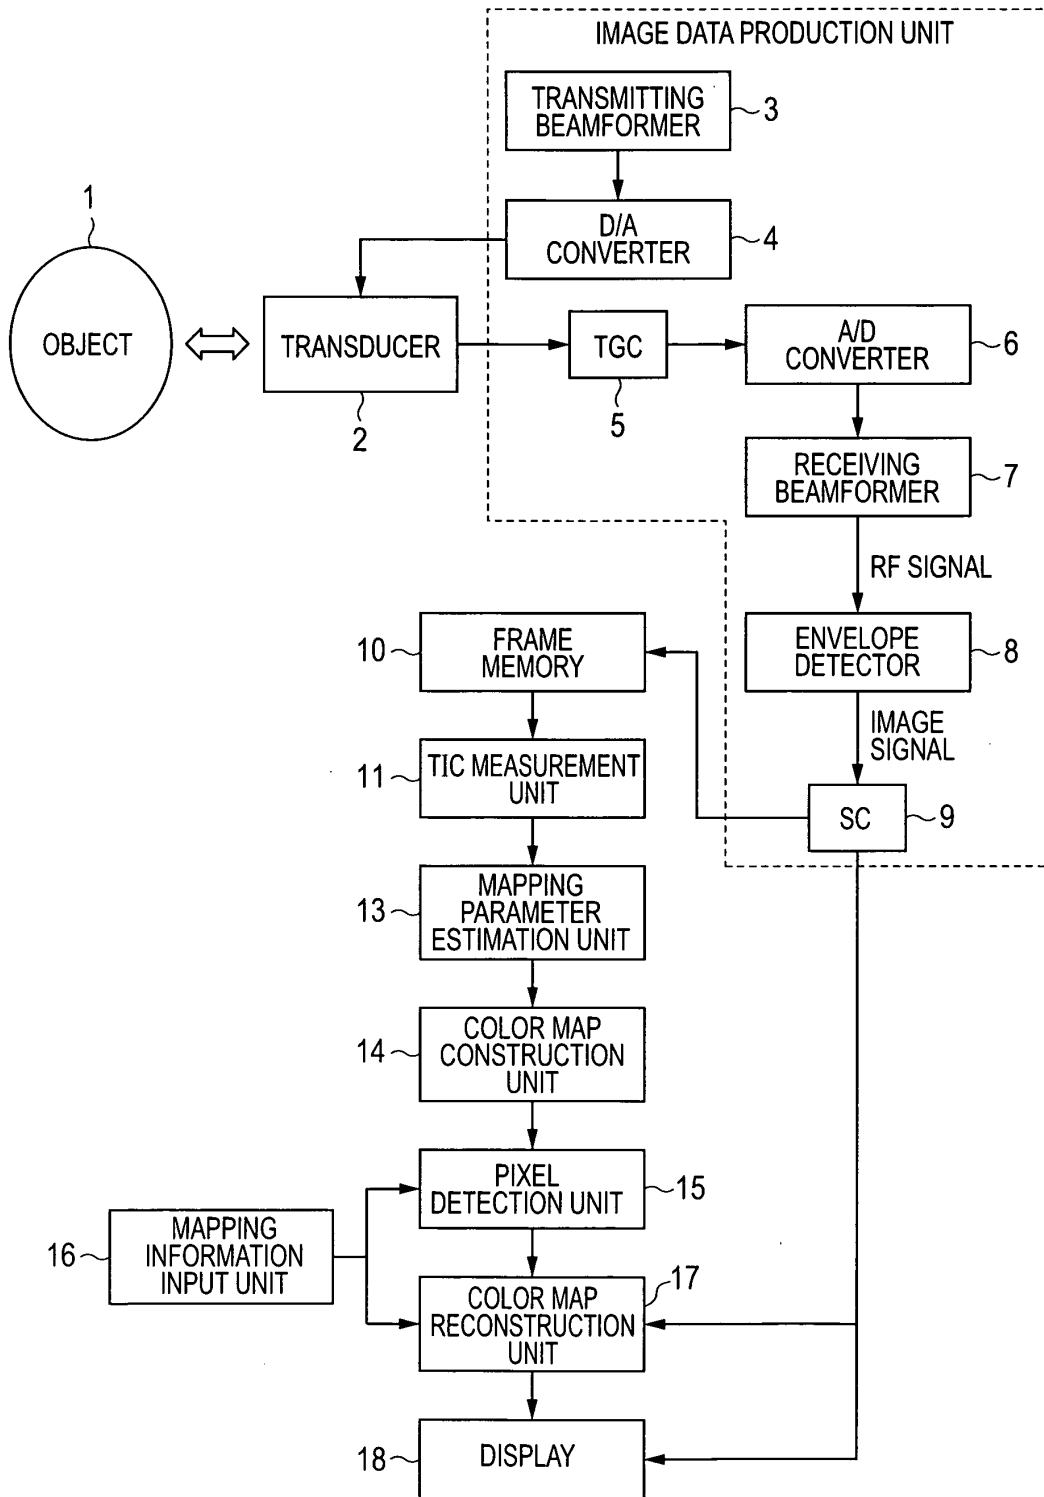 IMAGE DATA PRODUCTION UNIT
TRANSMITTING
BEAMFORMER
3
D/A
CONVERTER
4
1
OBJECT
TRANSDUCER
2
TGC
5
A/D
CONVERTER
6
RECEIVING
BEAMFORMER
7
RF SIGNAL
ENVELOPE
DETECTOR
8
IMAGE
SIGNAL
SC
9
10
FRAME
MEMORY
11
TIC MEASUREMENT
UNIT
13
MAPPING
PARAMETER
ESTIMATION UNIT
14
COLOR MAP
CONSTRUCTION
UNIT
PIXEL
DETECTION UNIT
15
16
MAPPING
INFORMATION
INPUT UNIT
17
COLOR MAP
RECONSTRUCTION
UNIT
18
DISPLAY